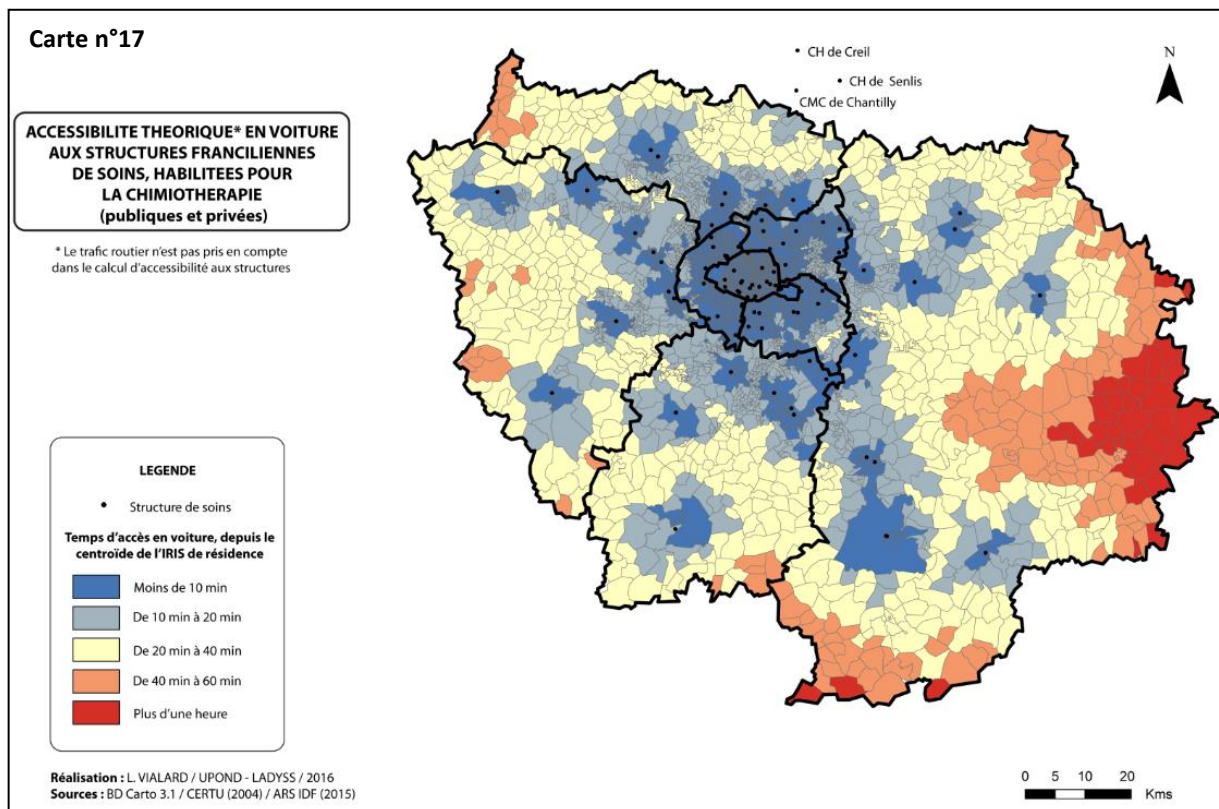 Carte n°17
CH de Creil
CH de Senlis
CMC de Chantilly
N
ACCESSIBILITE THEORIQUE* EN VOITURE
AUX STRUCTURES FRANCILIENNES
DE SOINS, HABILITEES POUR
LA CHIMIOTHERAPIE
(publiques et privées)
* Le trafic routier n'est pas pris en compte
dans le calcul d'accessibilité aux structures
LEGENDE
Structure de soins
Temps d'accès en voiture, depuis le
centroïde de l'IRIS de résidence
Moins de 10 min
De 10 min à 20 min
De 20 min à 40 min
De 40 min à 60 min
Plus d'une heure
Réalisation : L. VIALARD / UPOND - LADYSS / 2016
Sources : BD Carto 3.1 / CERTU (2004) / ARS IDF (2015)
0 5 10 20
Kms